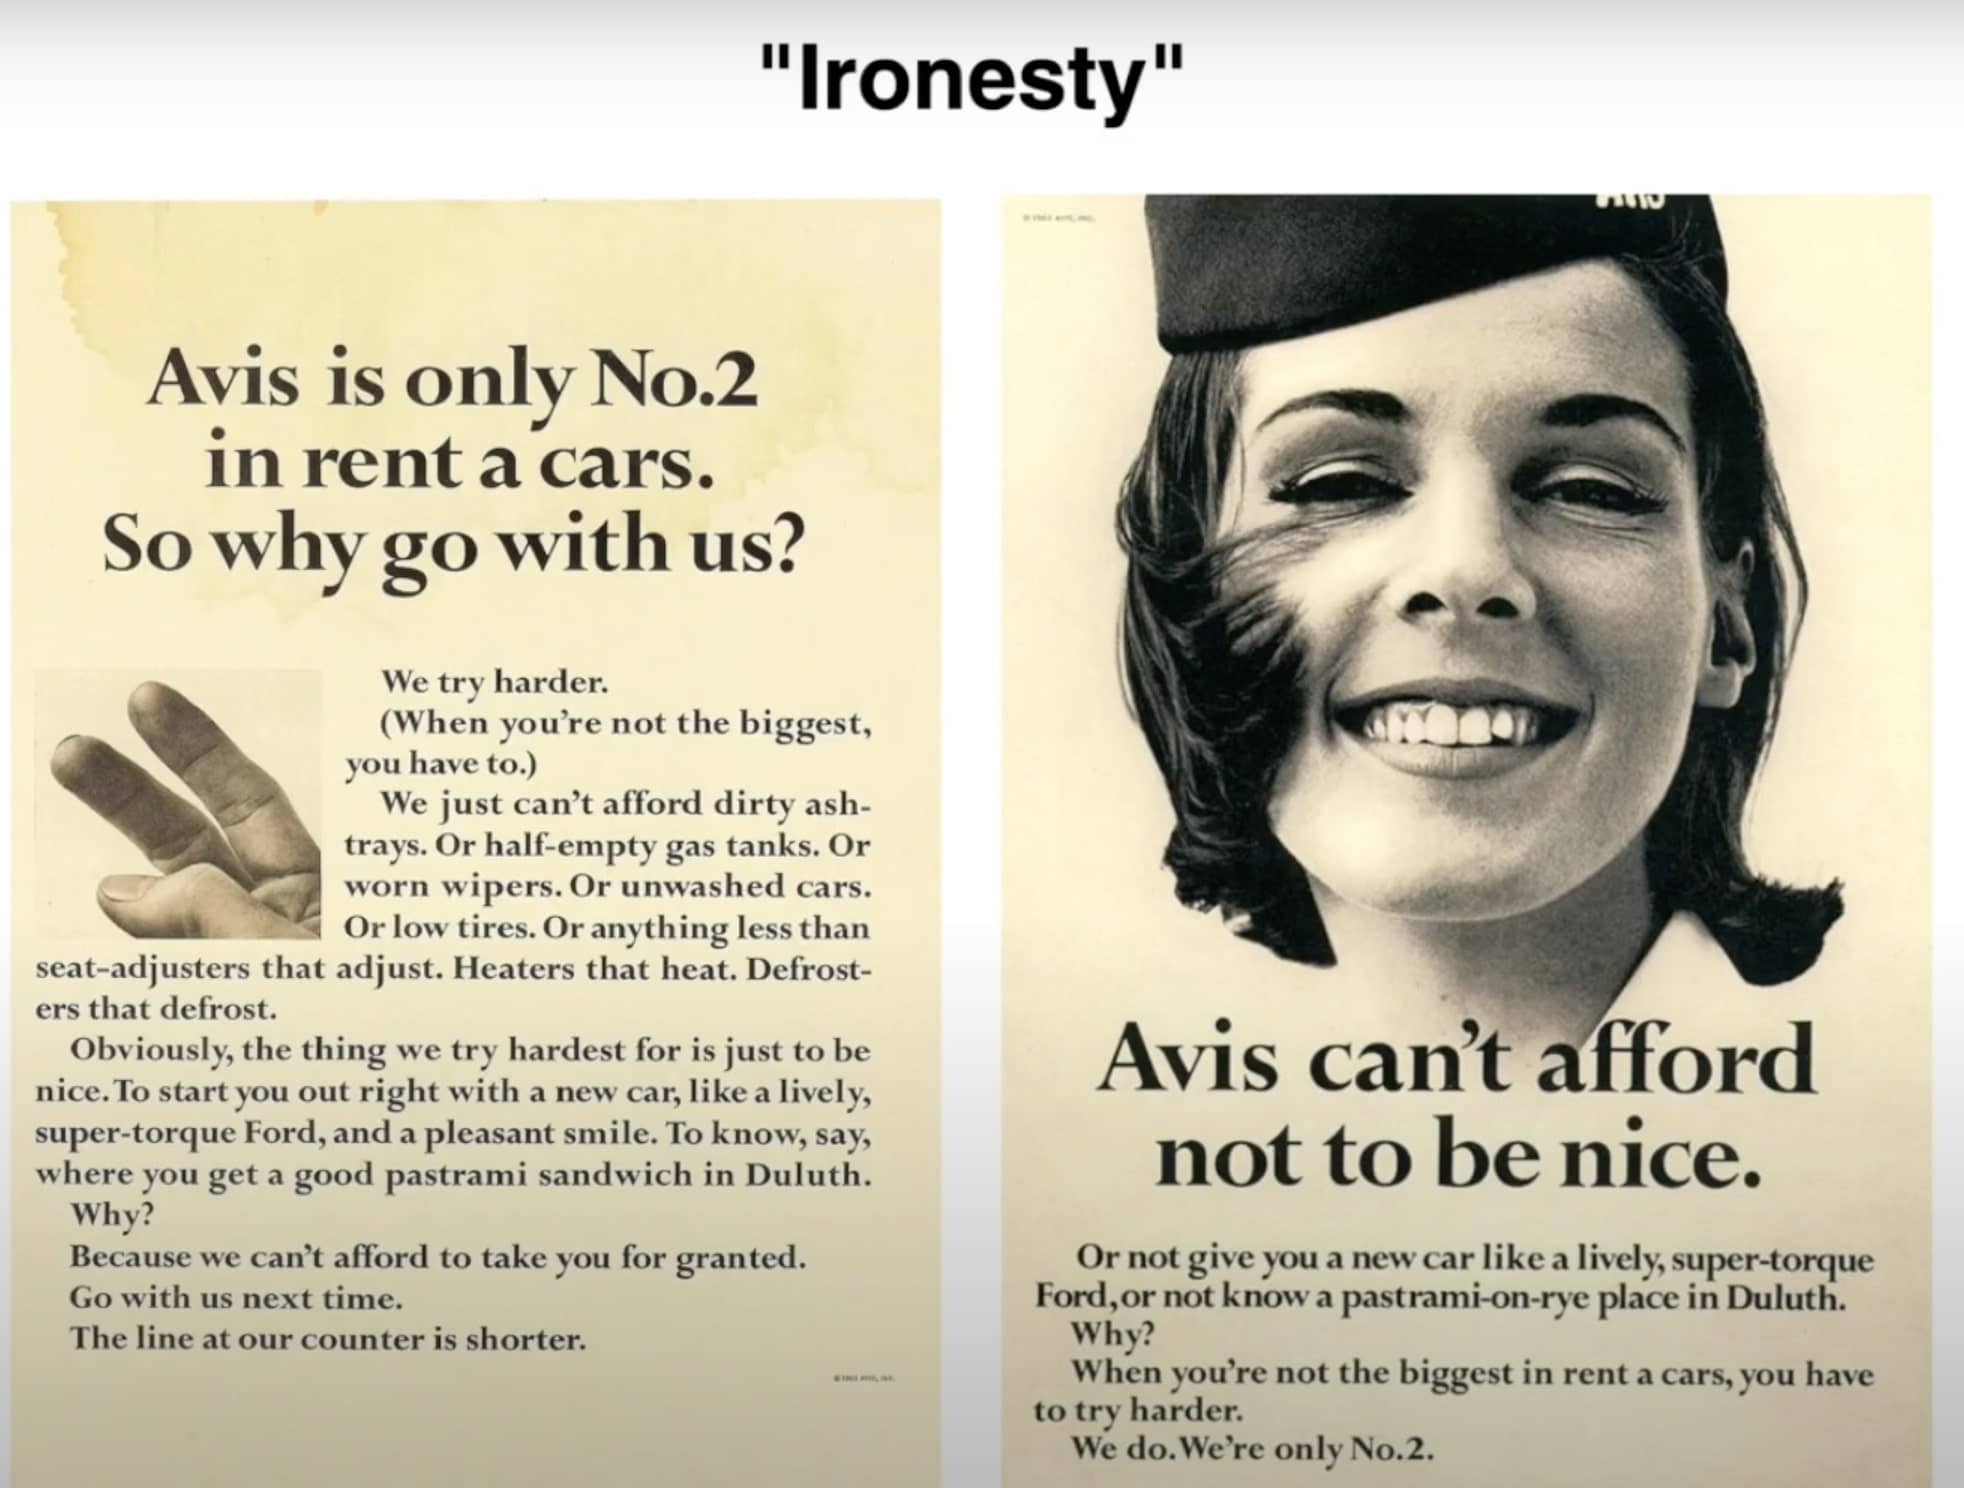 "Ironesty"
Avis is only No.2
in rent a cars.
So why go with us?
We try harder.
(When you're not the biggest,
you have to.)
We just can't afford dirty ash-
trays. Or half-empty gas tanks. Or
worn wipers. Or unwashed cars.
Or low tires. Or anything less than
seat-adjusters that adjust. Heaters that heat. Defrost-
ers that defrost.
Obviously, the thing we try hardest for is just to be
nice. To start you out right with a new car, like a lively,
super-torque Ford, and a pleasant smile. To know, say,
where you get a good pastrami sandwich in Duluth.
Why?
Because we can't afford to take you for granted.
Go with us next time.
The line at our counter is shorter.
Avis can't afford
not to be nice.
Or not give you a new car like a lively, super-torque
Ford, or not know a pastrami-on-rye place in Duluth.
Why?
When you're not the biggest in rent a cars, you have
to try harder.
We do. We're only No.2.